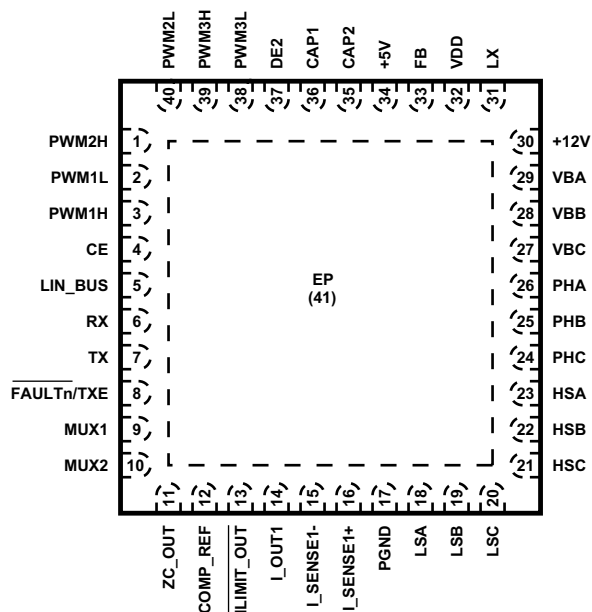 PWM2L
PWM3H
PWM3L
DE2
CAP1
CAP2
+5V
FB
VDD
LX
40
39
38
37
36
35
34
33
32
31
PWM2H 1
PWM1L 2
PWM1H 3
CE 4
LIN_BUS 5
RX 6
TX 7
FAULTn/TXE 8
MUX1 9
MUX2 10
EP
(41)
30 +12V
29 VBA
28 VBB
27 VBC
26 PHA
25 PHB
24 PHC
23 HSA
22 HSB
21 HSC
11
12
13
14
15
16
17
18
19
20
ZC_OUT
COMP_REF
ILIMIT_OUT
I_OUT1
I_SENSE1-
I_SENSE1+
PGND
LSA
LSB
LSC